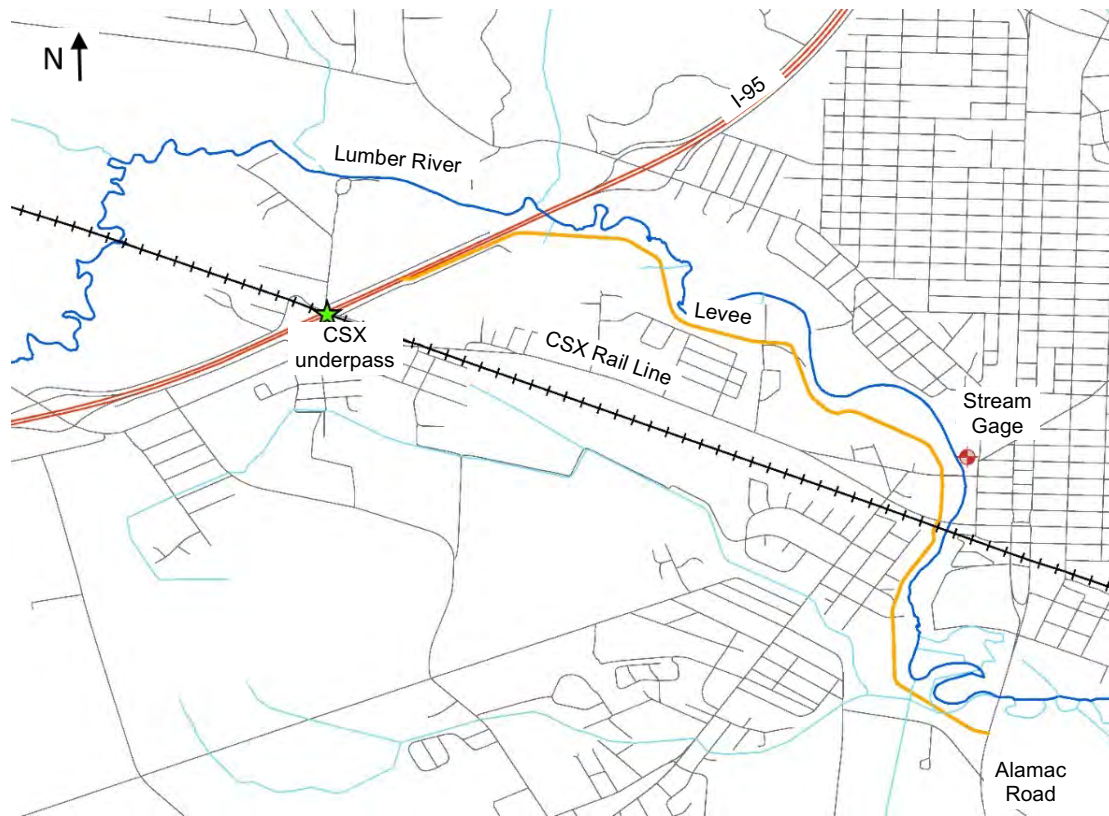 N
I-95
Lumber River
Levee
CSX
underpass
CSX Rail Line
Stream
Gage
Alamac
Road